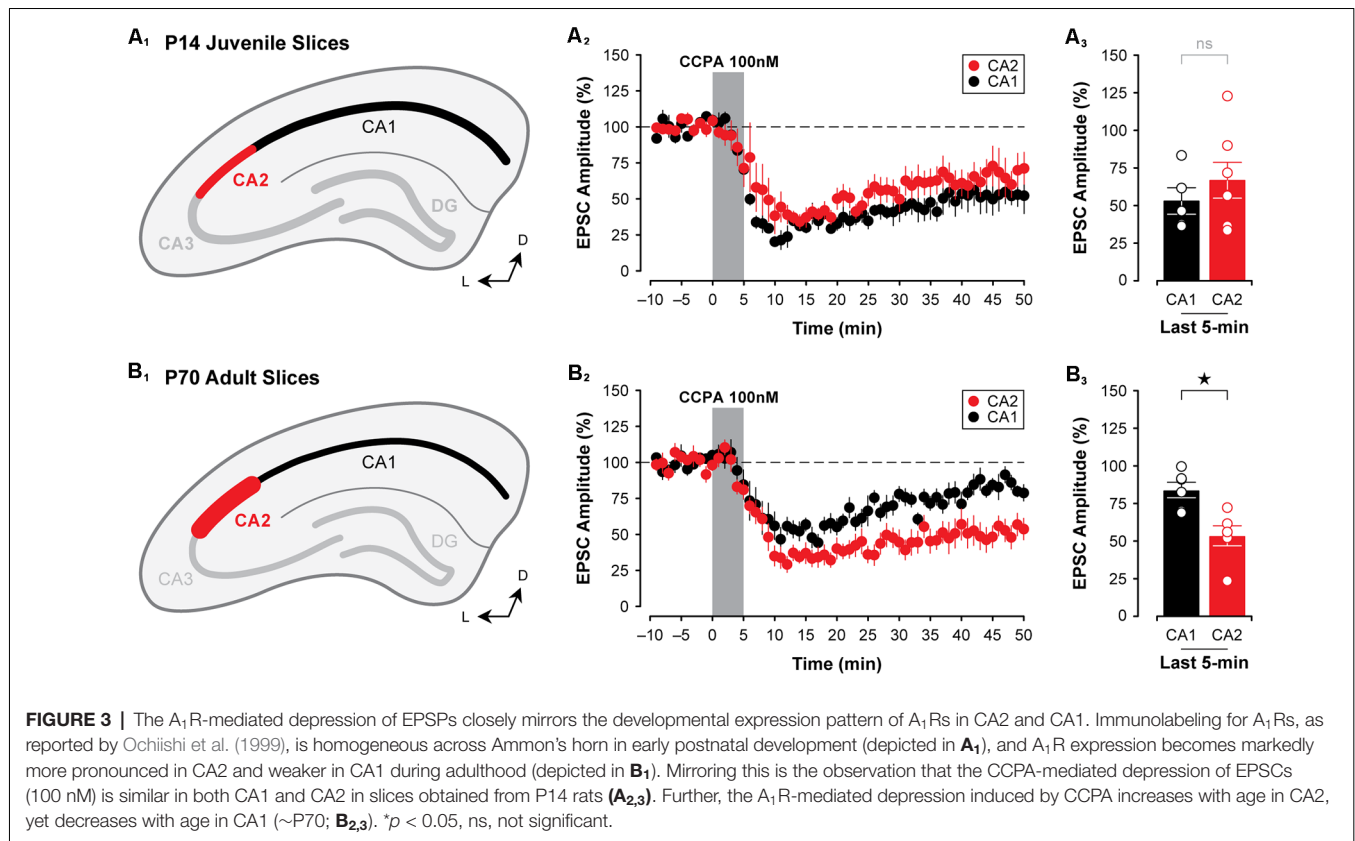 A₁ P14 Juvenile Slices
CA1
CA2
CA3
DG
D
L
A₂
CCPA 100nM
CA2
CA1
EPSC Amplitude (%)
150
125
100
75
50
25
0
–10 –5 0 5 10 15 20 25 30 35 40 45 50
Time (min)
A₃
ns
EPSC Amplitude (%)
150
125
100
75
50
25
0
CA1 CA2
Last 5-min
B₁ P70 Adult Slices
CA1
CA2
CA3
DG
D
L
B₂
CCPA 100nM
CA2
CA1
EPSC Amplitude (%)
150
125
100
75
50
25
0
–10 –5 0 5 10 15 20 25 30 35 40 45 50
Time (min)
B₃
★
EPSC Amplitude (%)
150
125
100
75
50
25
0
CA1 CA2
Last 5-min
FIGURE 3 | The A₁R-mediated depression of EPSPs closely mirrors the developmental expression pattern of A₁Rs in CA2 and CA1. Immunolabeling for A₁Rs, as
reported by Ochiishi et al. (1999), is homogeneous across Ammon’s horn in early postnatal development (depicted in A₁), and A₁R expression becomes markedly
more pronounced in CA2 and weaker in CA1 during adulthood (depicted in B₁). Mirroring this is the observation that the CCPA-mediated depression of EPSCs
(100 nM) is similar in both CA1 and CA2 in slices obtained from P14 rats (A₂,₃). Further, the A₁R-mediated depression induced by CCPA increases with age in CA2,
yet decreases with age in CA1 (~P70; B₂,₃). *p < 0.05, ns, not significant.